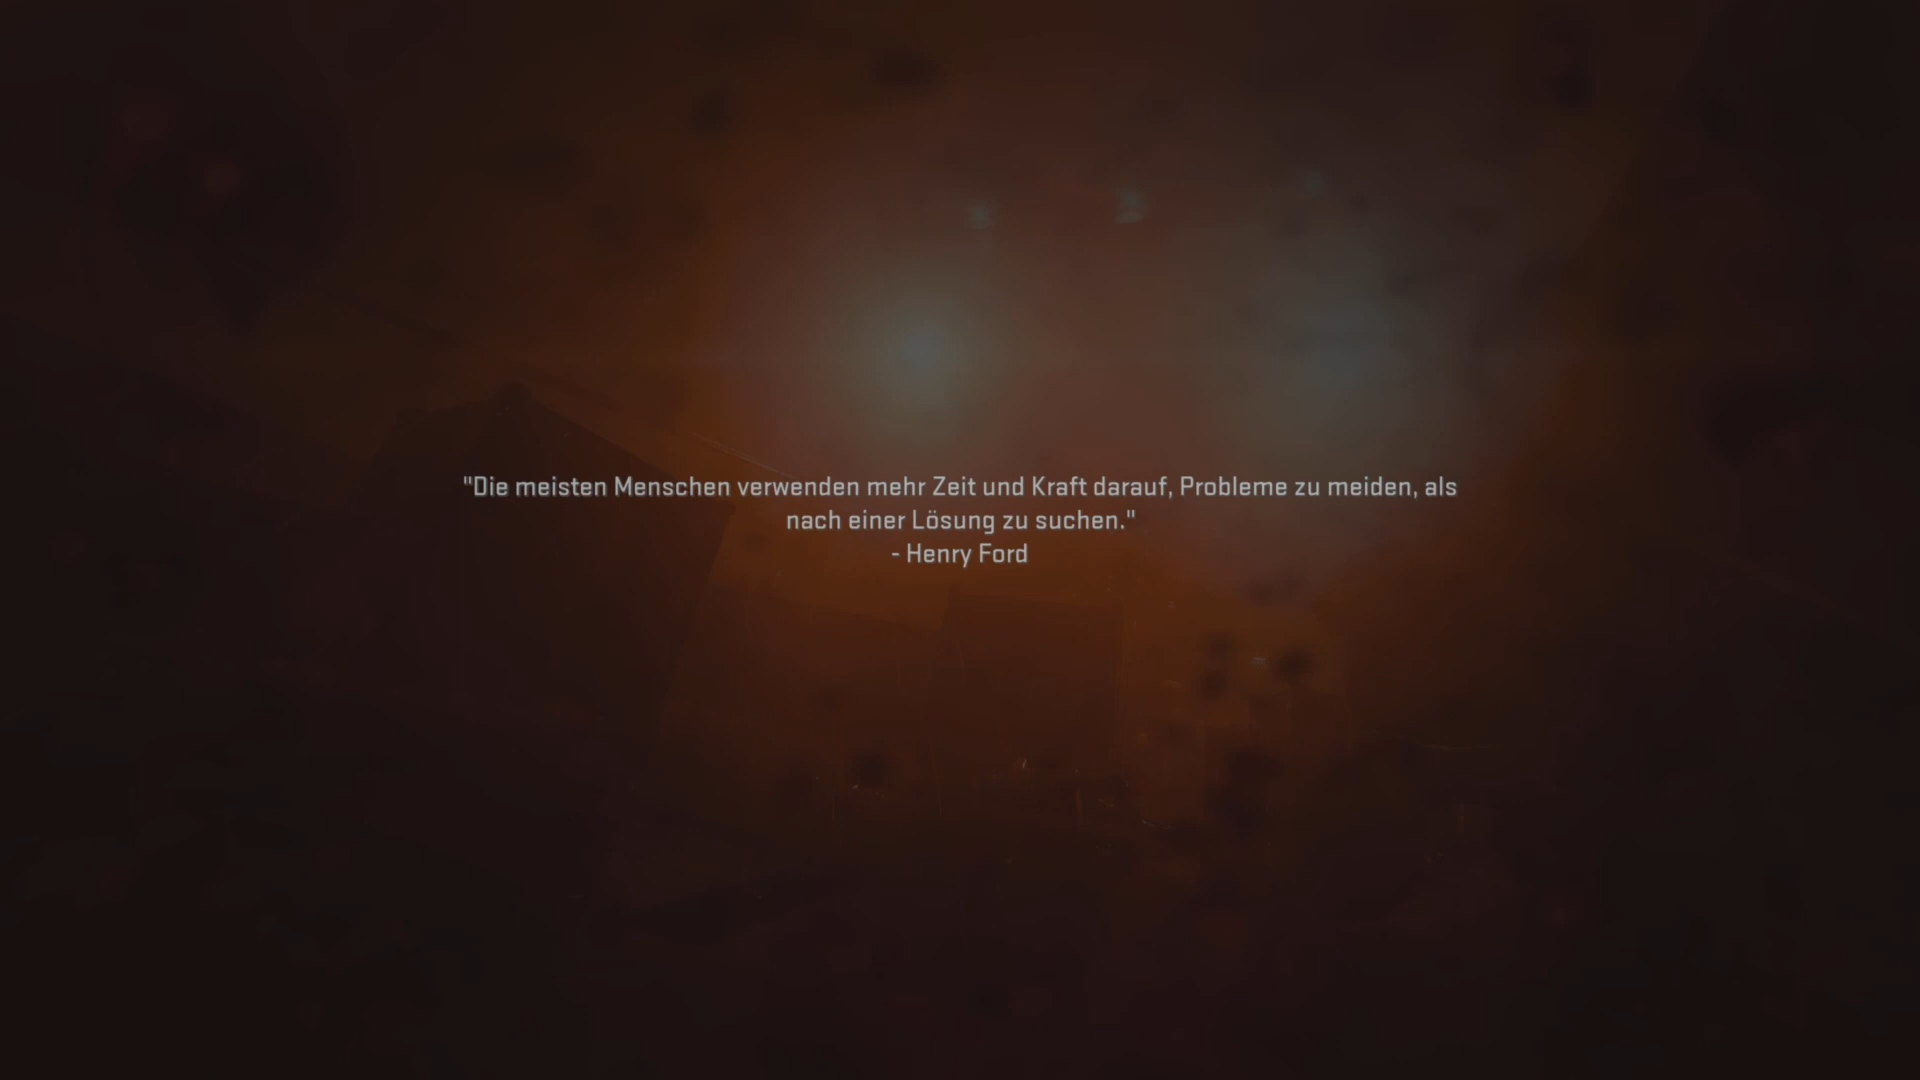 "Die meisten Menschen verwenden mehr Zeit und Kraft darauf, Probleme zu meiden, als
nach einer Lösung zu suchen."
- Henry Ford